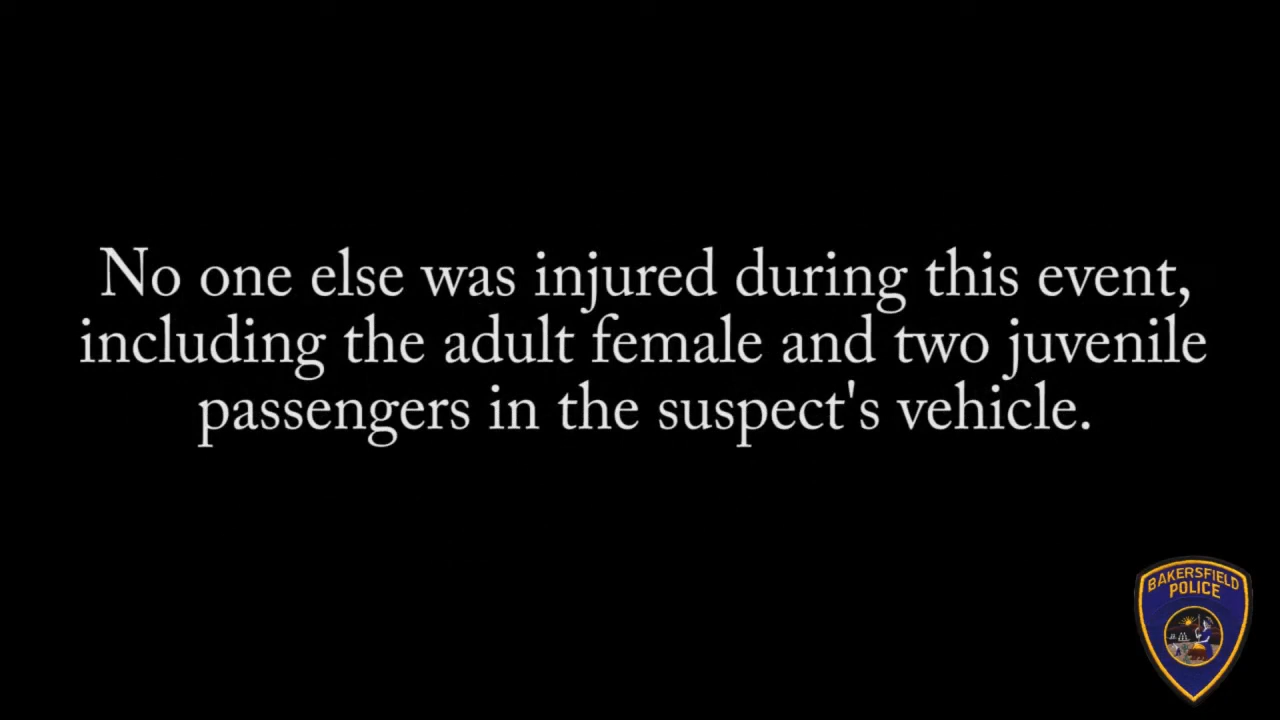 No one else was injured during this event,
including the adult female and two juvenile
passengers in the suspect's vehicle.
BAKERSFIELD
POLICE